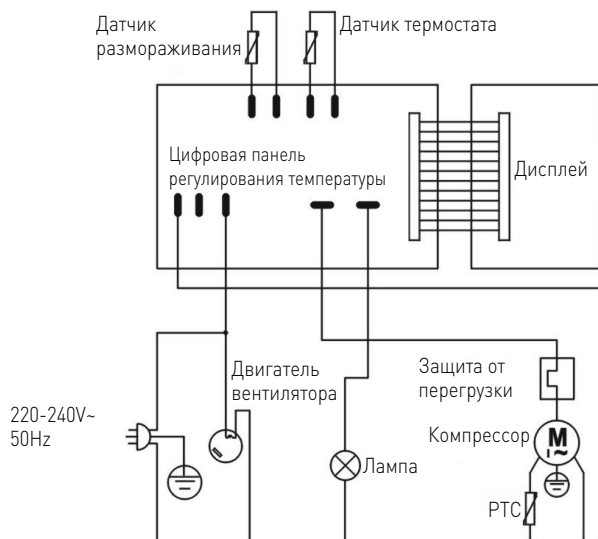 Датчик
размораживания
Датчик термостата
Цифровая панель
регулирования температуры
Дисплей
Двигатель
вентилятора
Защита от
перегрузки
220-240V~
50Hz
Компрессор
M
1~
Лампа
PTC